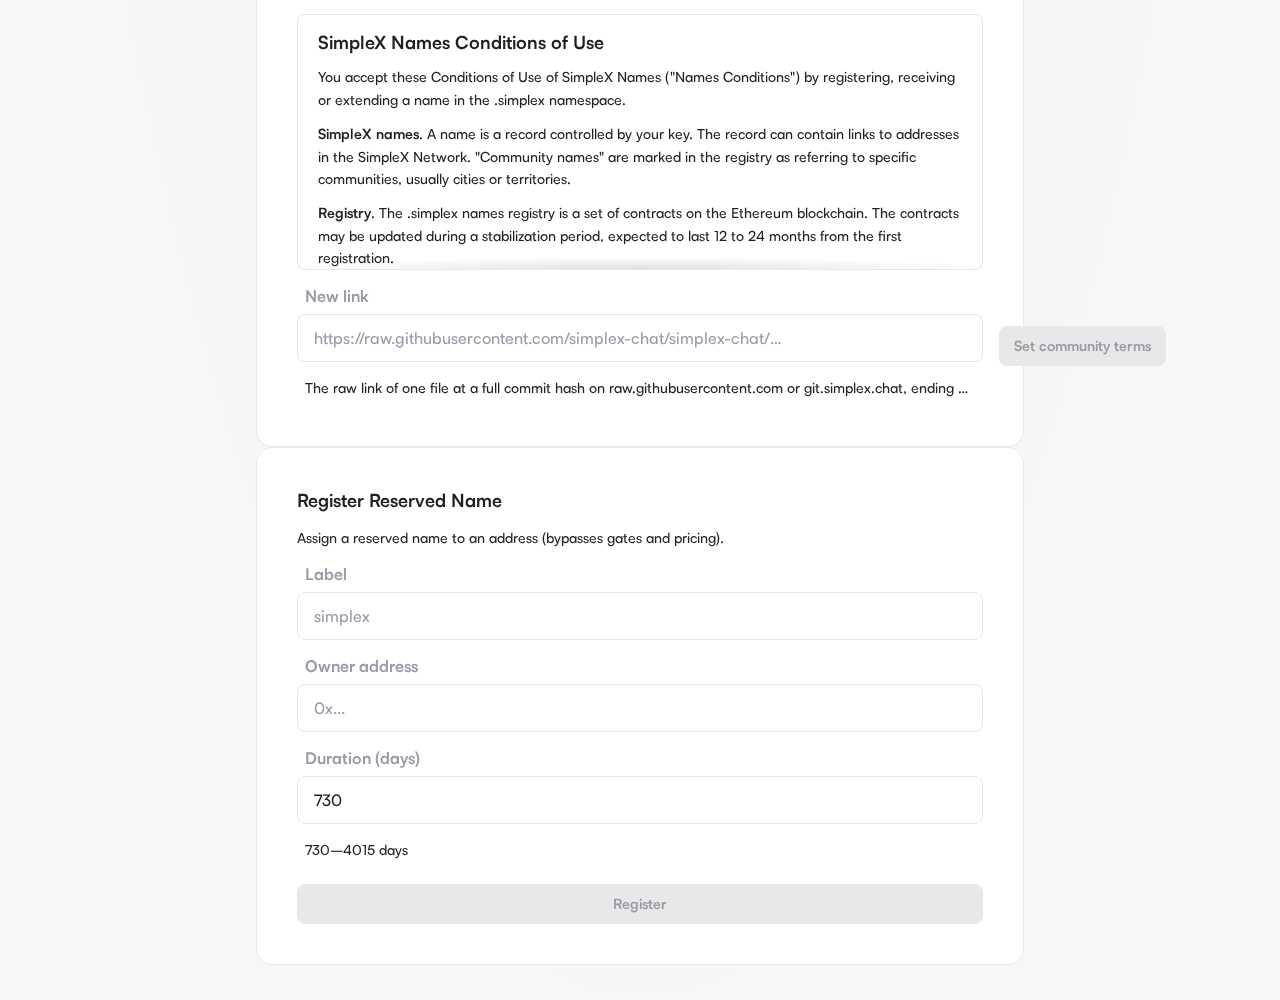 SimpleX Names Conditions of Use
You accept these Conditions of Use of SimpleX Names ("Names Conditions") by registering, receiving
or extending a name in the .simplex namespace.
SimpleX names. A name is a record controlled by your key. The record can contain links to addresses
in the SimpleX Network. "Community names" are marked in the registry as referring to specific
communities, usually cities or territories.
Registry. The .simplex names registry is a set of contracts on the Ethereum blockchain. The contracts
may be updated during a stabilization period, expected to last 12 to 24 months from the first
registration.
New link
https://raw.githubusercontent.com/simplex-chat/simplex-chat/...
Set community terms
The raw link of one file at a full commit hash on raw.githubusercontent.com or git.simplex.chat, ending ...
Register Reserved Name
Assign a reserved name to an address (bypasses gates and pricing).
Label
simplex
Owner address
0x...
Duration (days)
730
730—4015 days
Register